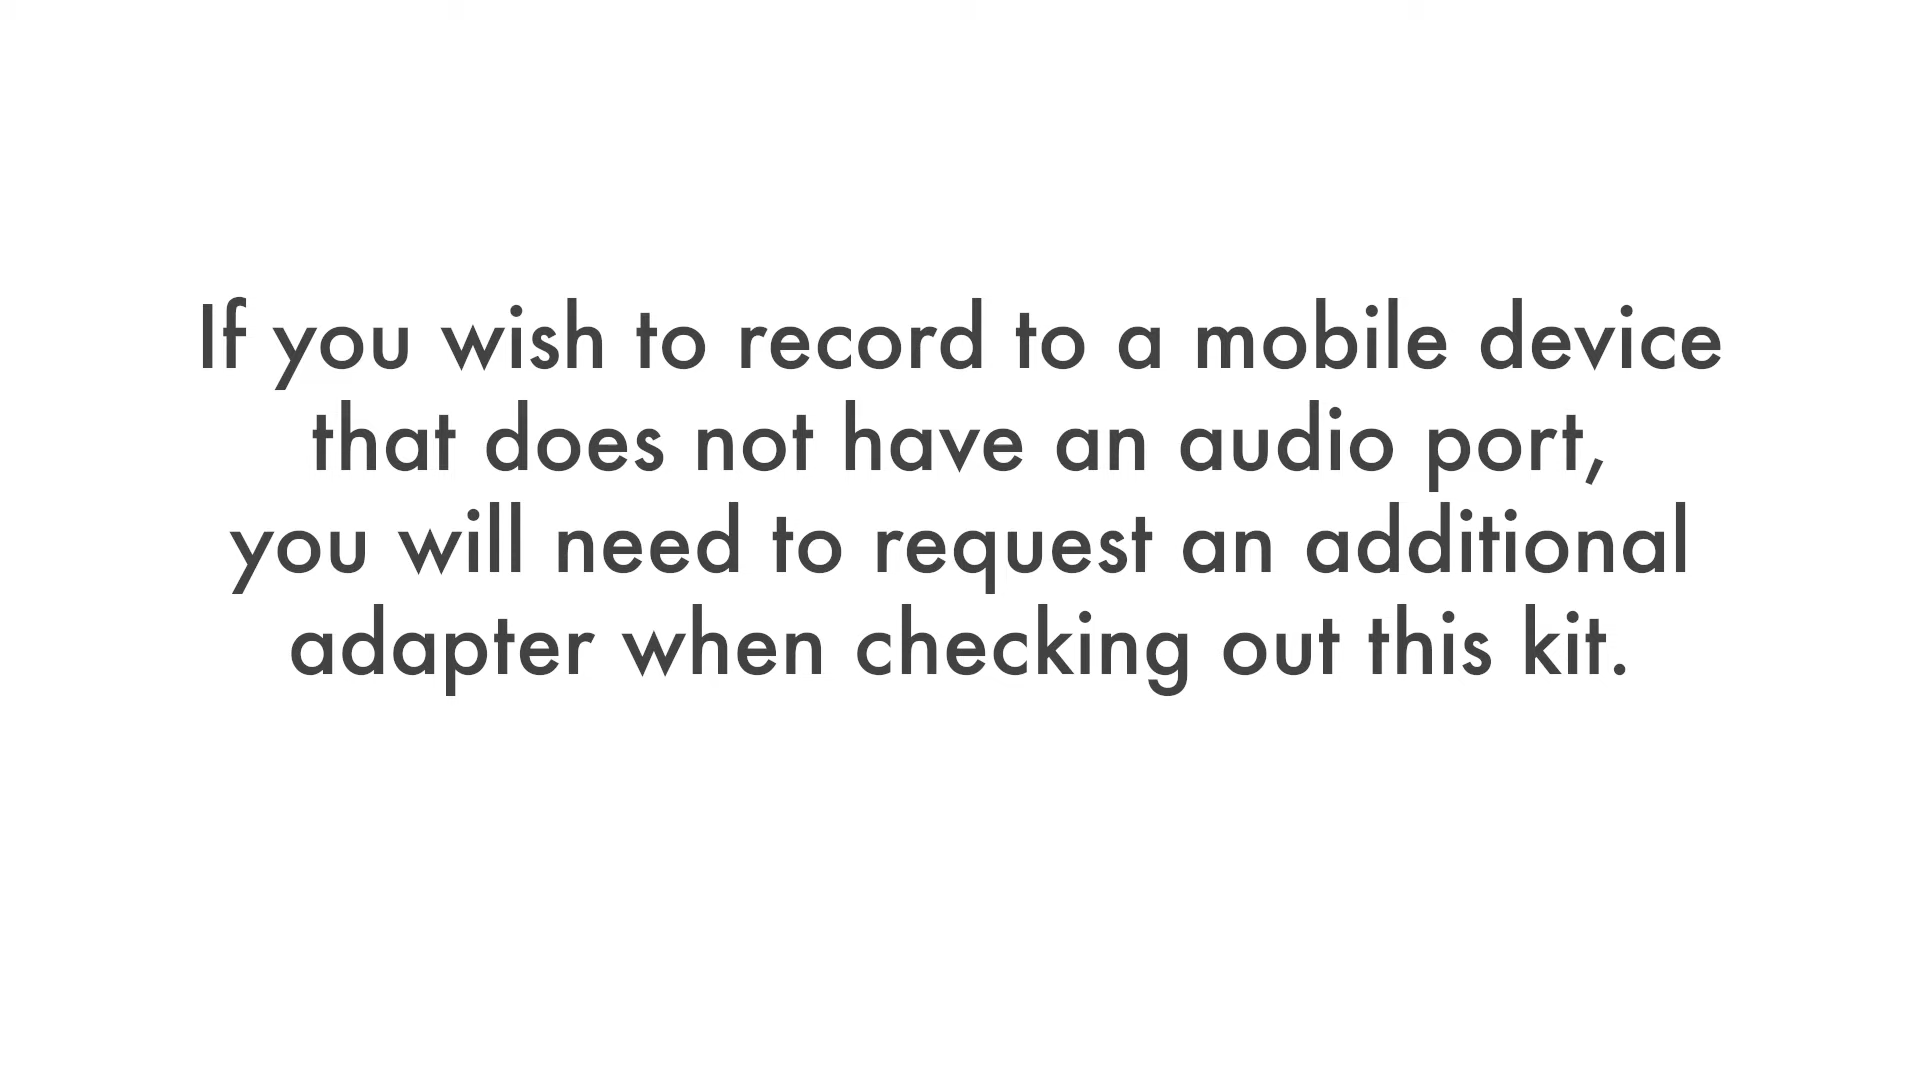 If you wish to record to a mobile device
that does not have an audio port,
you will need to request an additional
adapter when checking out this kit.